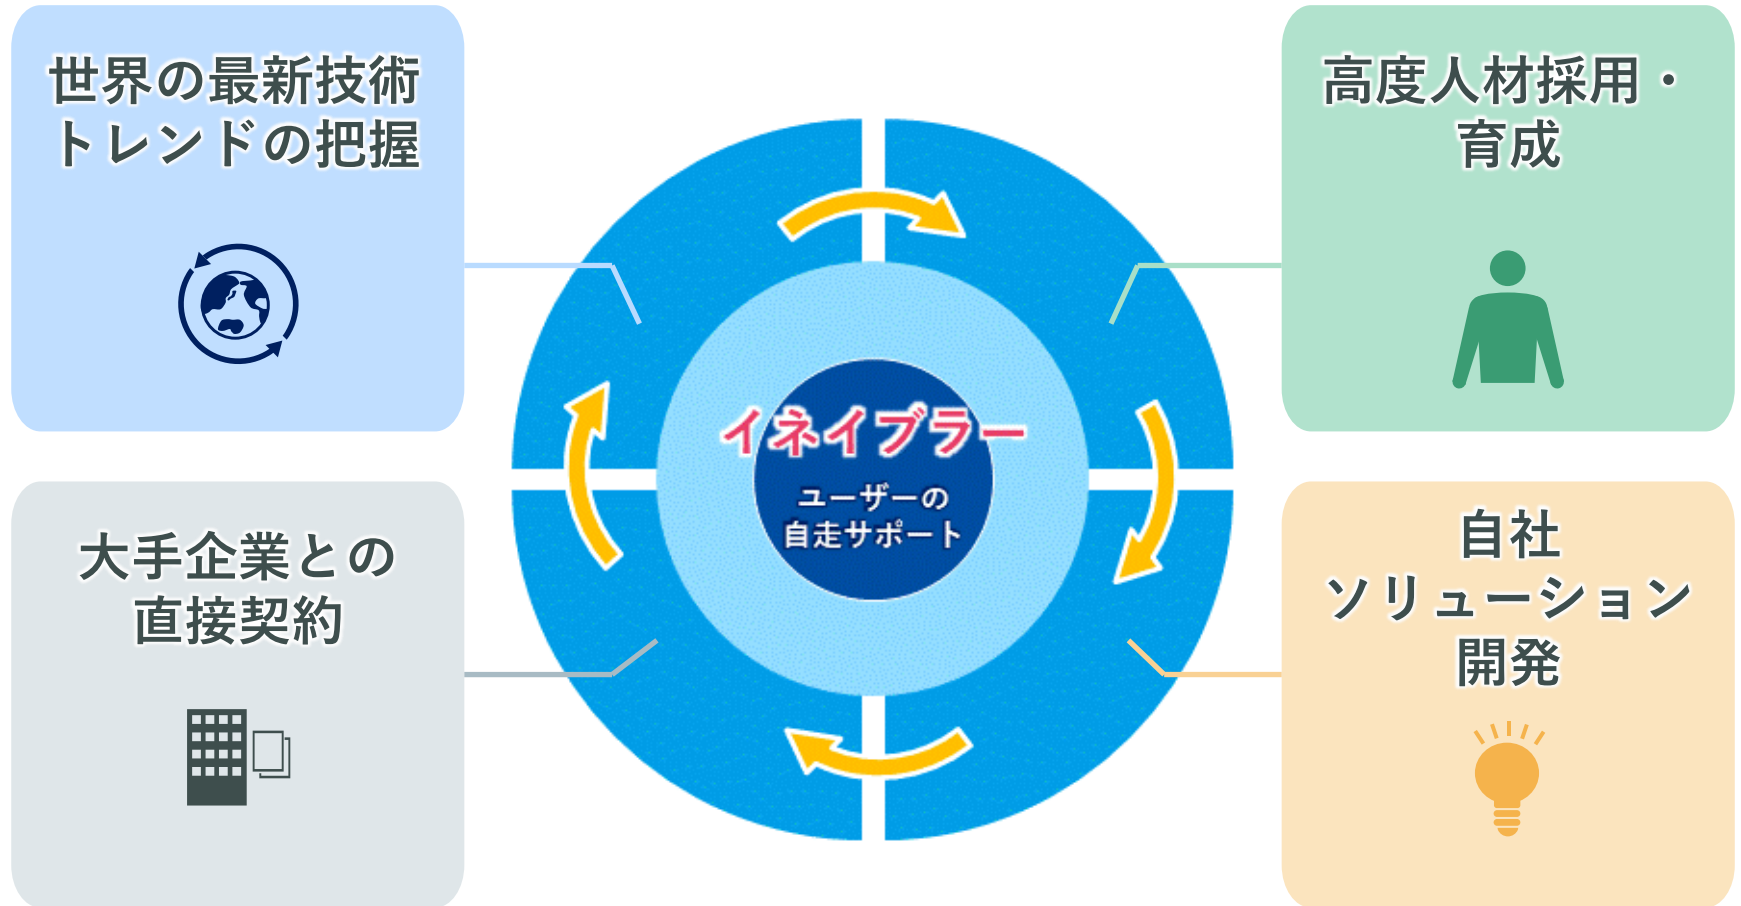 世界の最新技術
トレンドの把握
高度人材採用・
育成
イネイブラー
ユーザーの
自走サポート
大手企業との
直接契約
自社
ソリューション
開発